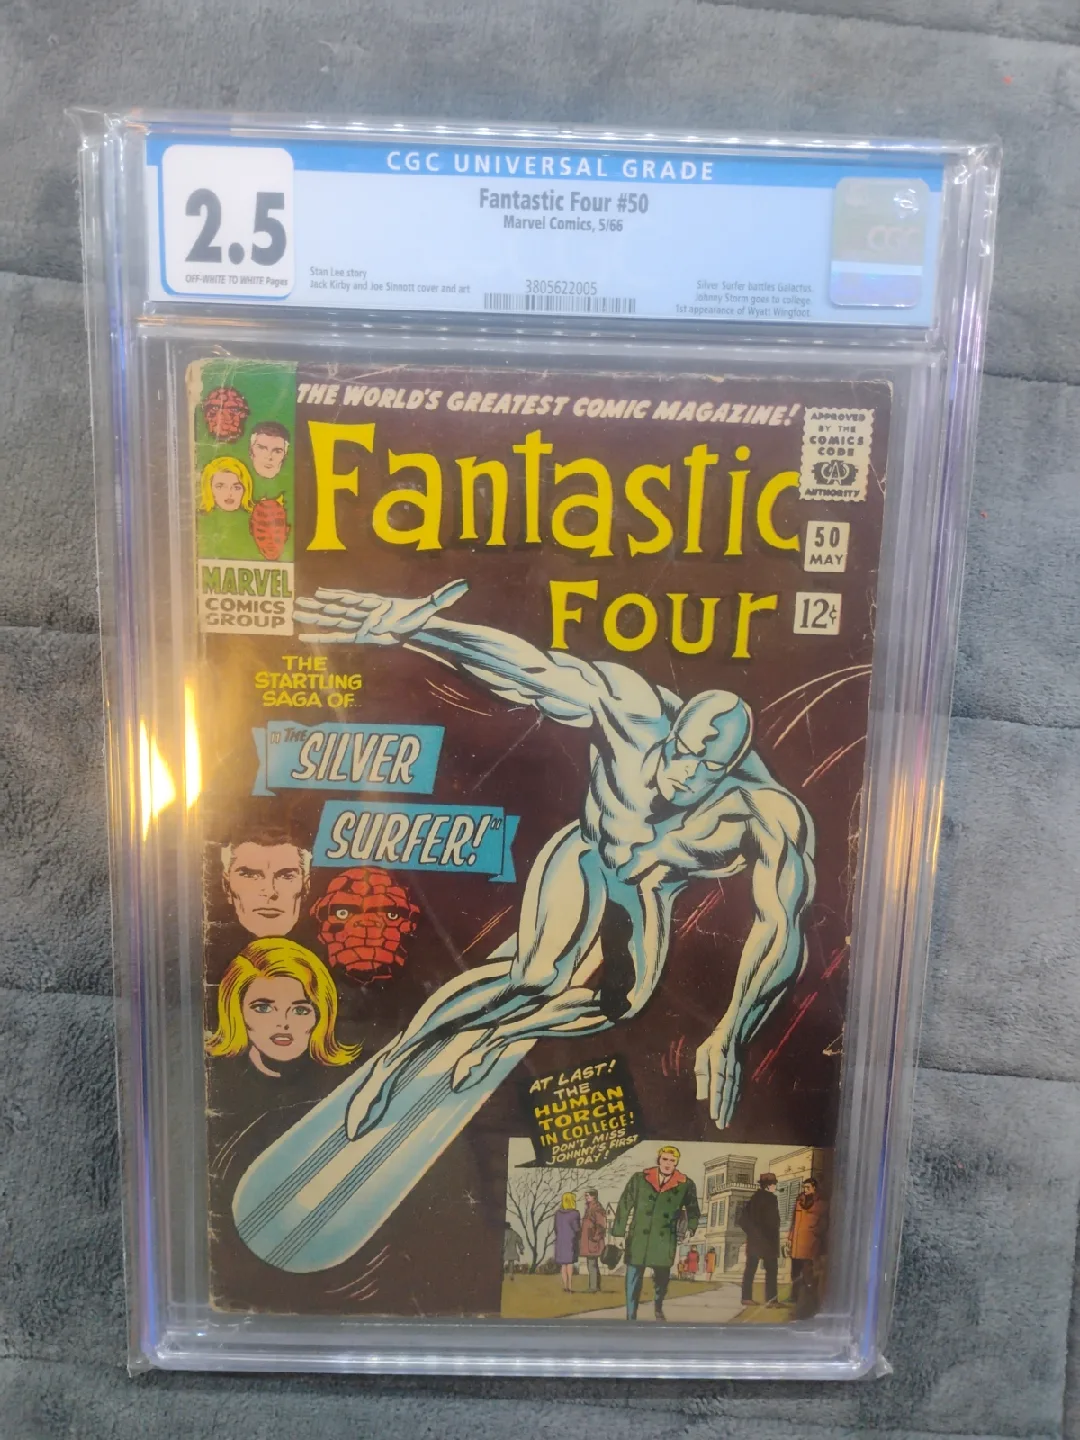 CGC UNIVERSAL GRADE
2.5
OFF-WHITE TO WHITE Pages
Fantastic Four #50
Marvel Comics, 5/66
Stan Lee story
Jack Kirby and Joe Sinnott cover and art
3805622005
Silver Surfer battles Galactus.
Johnny Storm goes to college.
1st appearance of Wyatt Wingfoot.
CGC
THE WORLD'S GREATEST COMIC MAGAZINE!
Fantastic
Four
APPROVED
BY THE
COMICS
CODE
CA
AUTHORITY
50
MAY
12¢
MARVEL
COMICS
GROUP
THE
STARTLING
SAGA OF
"THE
SILVER
SURFER!"
AT LAST!
THE
HUMAN
TORCH
IN COLLEGE!
DON'T MISS
JOHNNY'S FIRST
DAY!